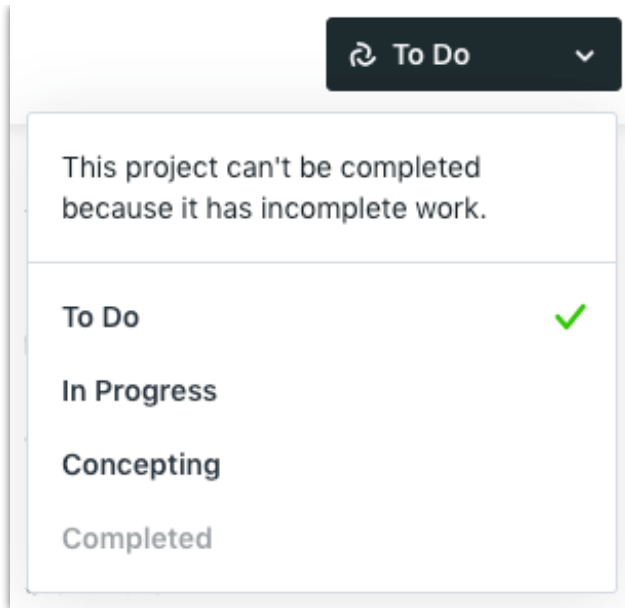 To Do
This project can't be completed
because it has incomplete work.
To Do
In Progress
Concepting
Completed